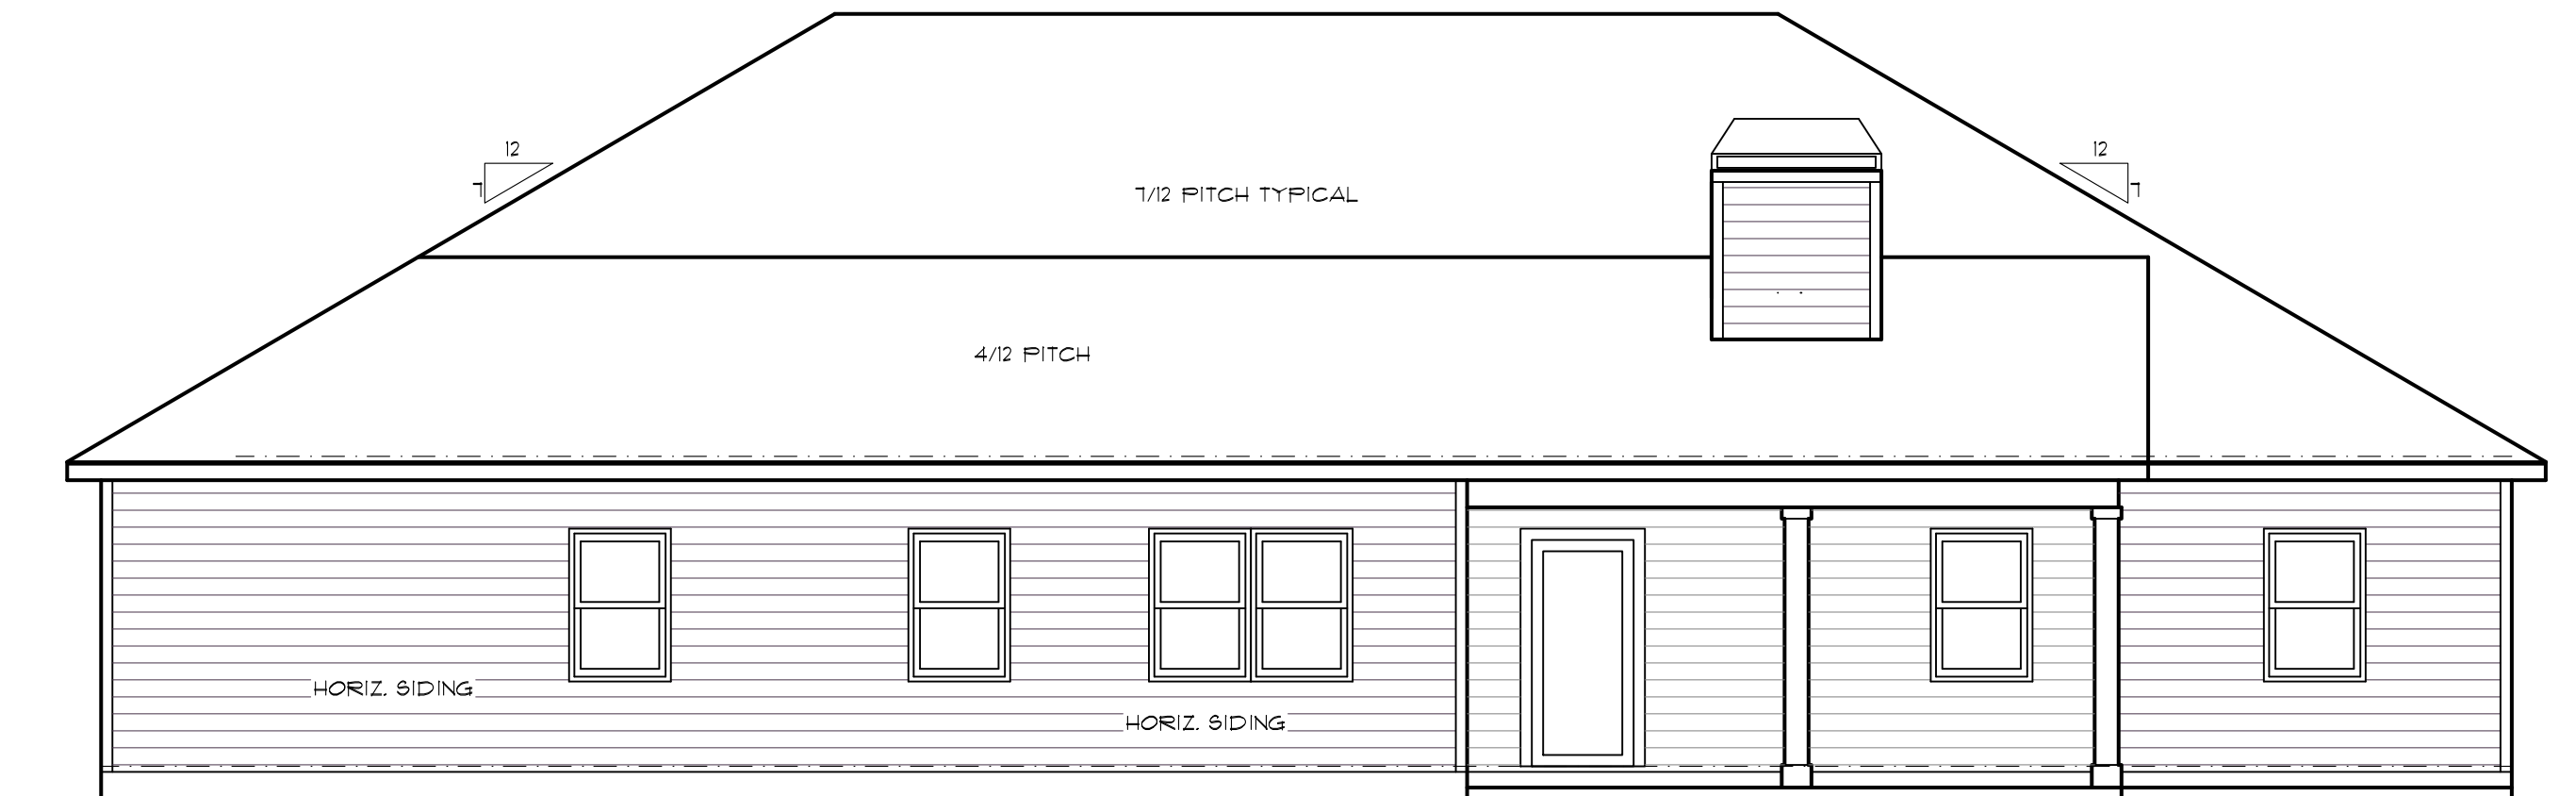 12
7
12
7
7/12 PITCH TYPICAL
4/12 PITCH
HORIZ. SIDING
HORIZ. SIDING